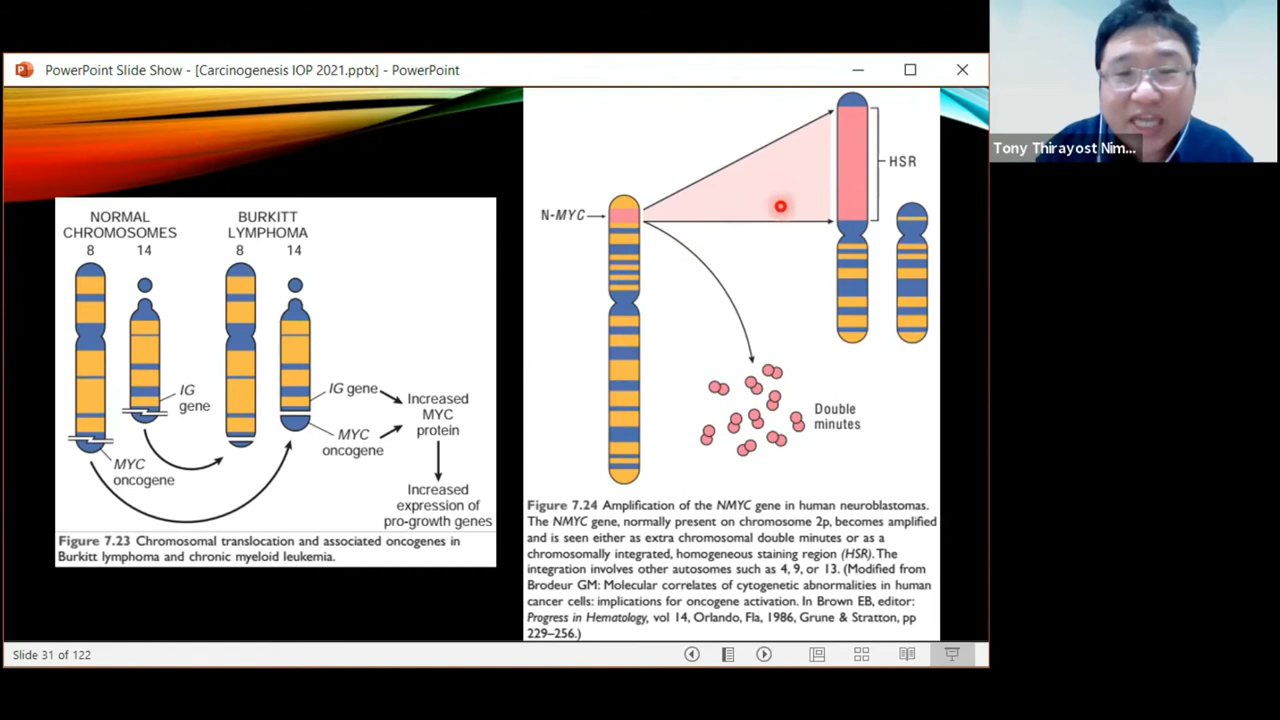 PowerPoint Slide Show - [Carcinogenesis IOP 2021.pptx] - PowerPoint
Tony Thirayost Nim...
NORMAL
CHROMOSOMES
8 14
BURKITT
LYMPHOMA
8 14
IG
gene
MYC
oncogene
IG gene
MYC
oncogene
Increased
MYC
protein
Increased
expression of
pro-growth genes
Figure 7.23 Chromosomal translocation and associated oncogenes in
Burkitt lymphoma and chronic myeloid leukemia.
N-MYC
HSR
Double
minutes
Figure 7.24 Amplification of the NMYC gene in human neuroblastomas.
The NMYC gene, normally present on chromosome 2p, becomes amplified
and is seen either as extra chromosomal double minutes or as a
chromosomally integrated, homogeneous staining region (HSR). The
integration involves other autosomes such as 4, 9, or 13. (Modified from
Brodeur GM: Molecular correlates of cytogenetic abnormalities in human
cancer cells: implications for oncogene activation. In Brown EB, editor:
Progress in Hematology, vol 14, Orlando, Fla, 1986, Grune & Stratton, pp
229–256.)
Slide 31 of 122